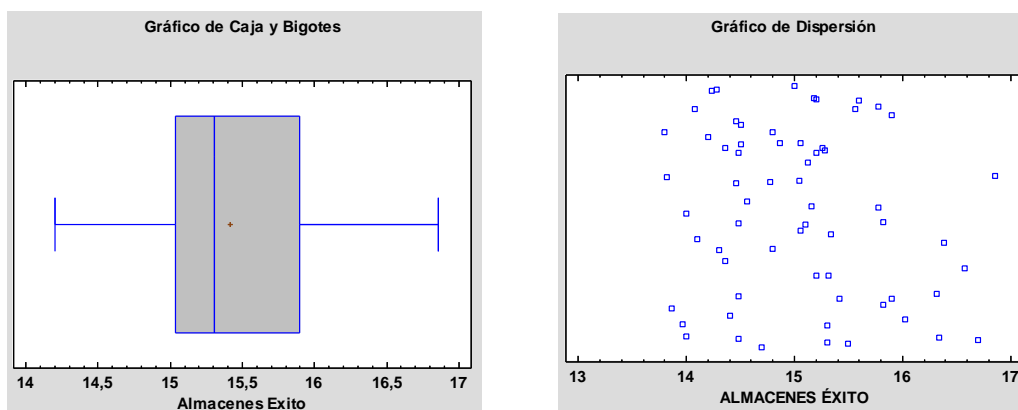 Gráfico de Caja y Bigotes
14 14,5 15 15,5 16 16,5 17
Almacenes Exito
Gráfico de Dispersión
13 14 15 16 17
ALMACENES ÉXITO